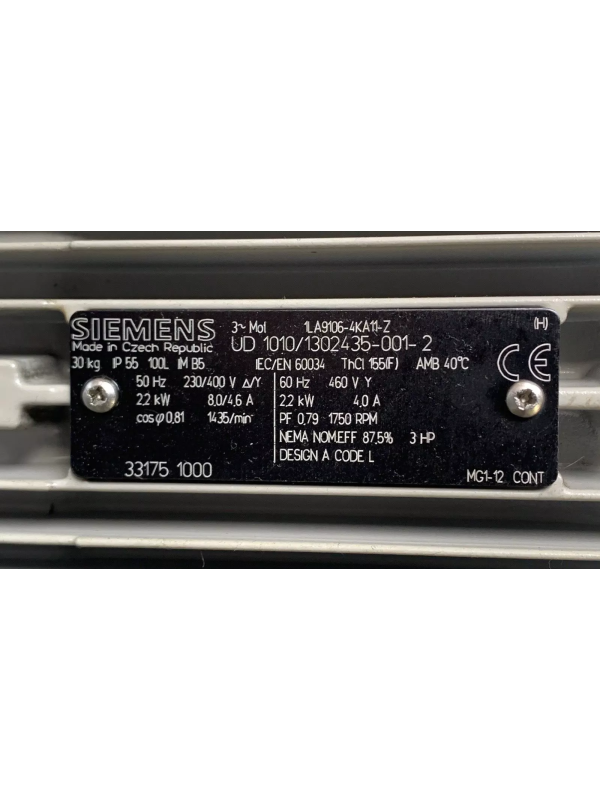 SIEMENS 3~ Mot 1LA9106-4KA11-Z (H)
Made in Czech Republic UD 1010/1302435-001-2
30 kg IP 55 100L IM B5 IEC/EN 60034 ThCl 155(F) AMB 40°C CE
50 Hz 230/400 V Δ/Y 60 Hz 460 V Y
2,2 kW 8,0/4,6 A 2,2 kW 4,0 A
cosφ 0,81 1435/min PF 0,79 1750 RPM
NEMA NOM.EFF 87,5% 3 HP
DESIGN A CODE L
33175 1000 MG1-12 CONT